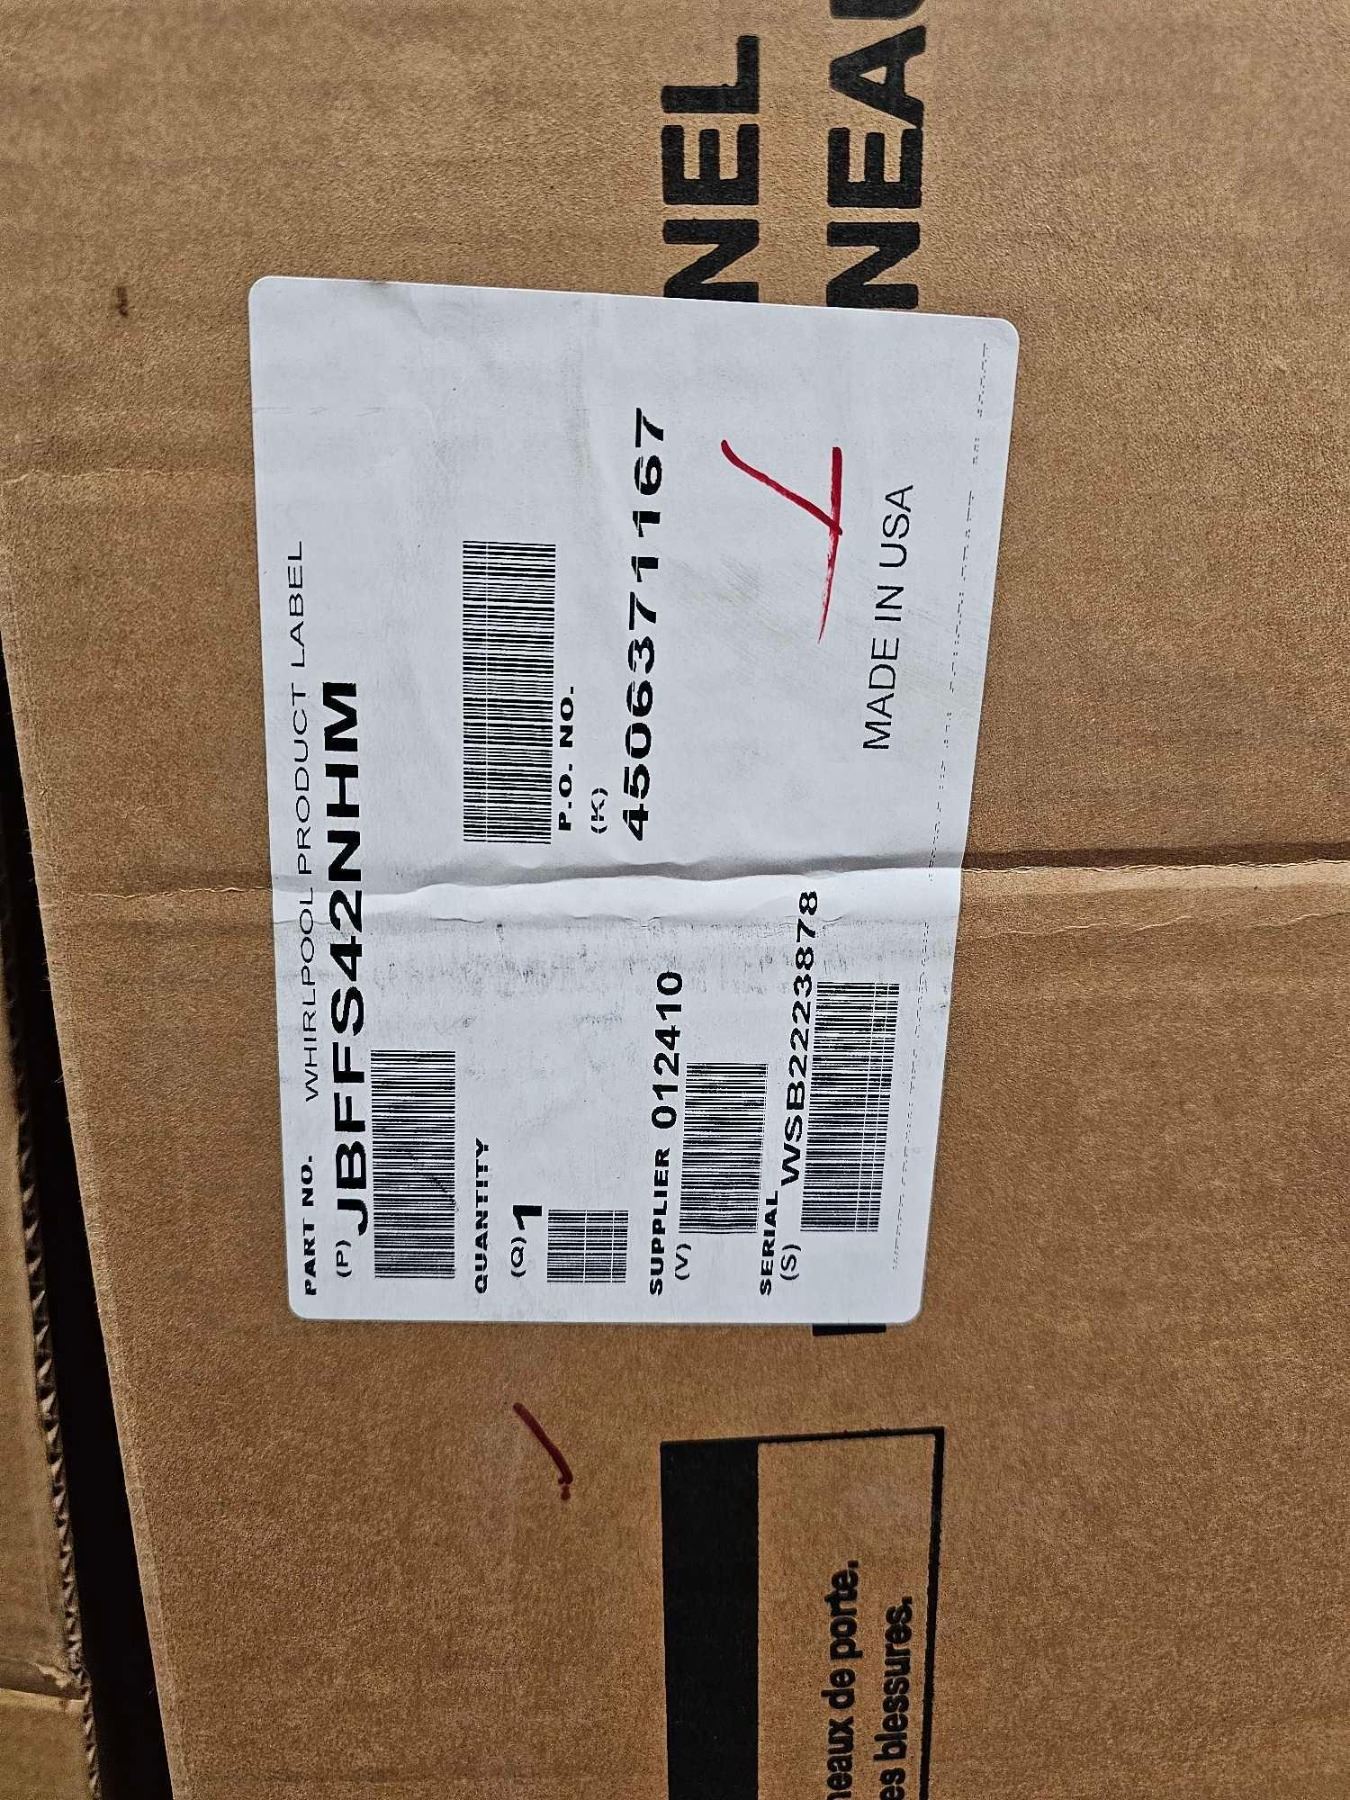 NEL
NEAU
PART NO. WHIRLPOOL PRODUCT LABEL
(P) JBFFS42NHM
QUANTITY
(Q) 1
P.O. NO.
(K)
4506371167
SUPPLIER 012410
(V)
SERIAL
(S) WSB2223878
MADE IN USA
neaux de porte.
es blessures.